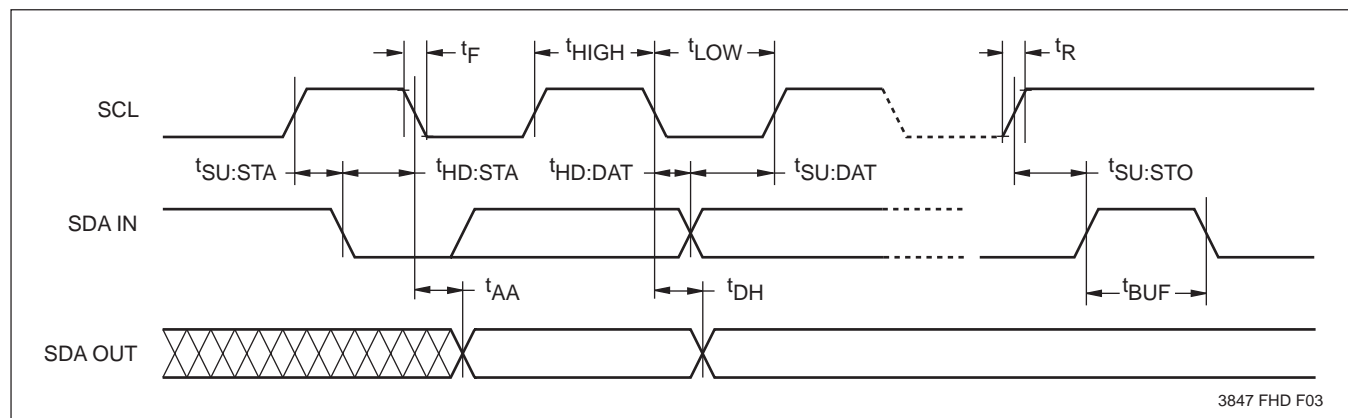 tF
tHIGH
tLOW
tR
SCL
tSU:STA
tHD:STA
tHD:DAT
tSU:DAT
tSU:STO
SDA IN
tAA
tDH
tBUF
SDA OUT
3847 FHD F03